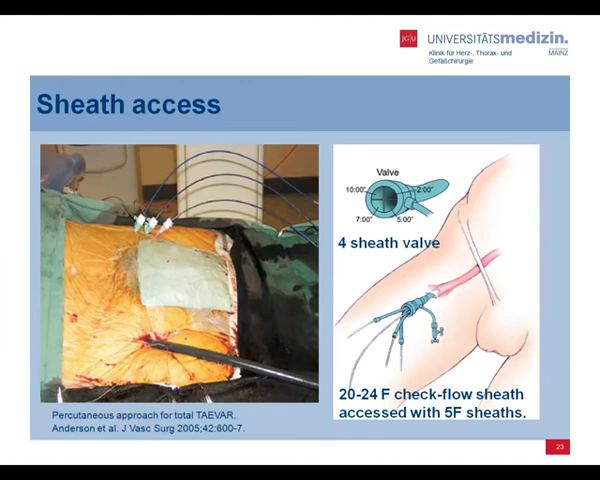 JG|U UNIVERSITÄTSmedizin.
MAINZ
Klinik für Herz-, Thorax- und
Gefäßchirurgie
Sheath access
Valve
10:00" 2:00"
7:00" 5:00"
4 sheath valve
20-24 F check-flow sheath
accessed with 5F sheaths.
Percutaneous approach for total TAEVAR.
Anderson et al. J Vasc Surg 2005;42:600-7.
23